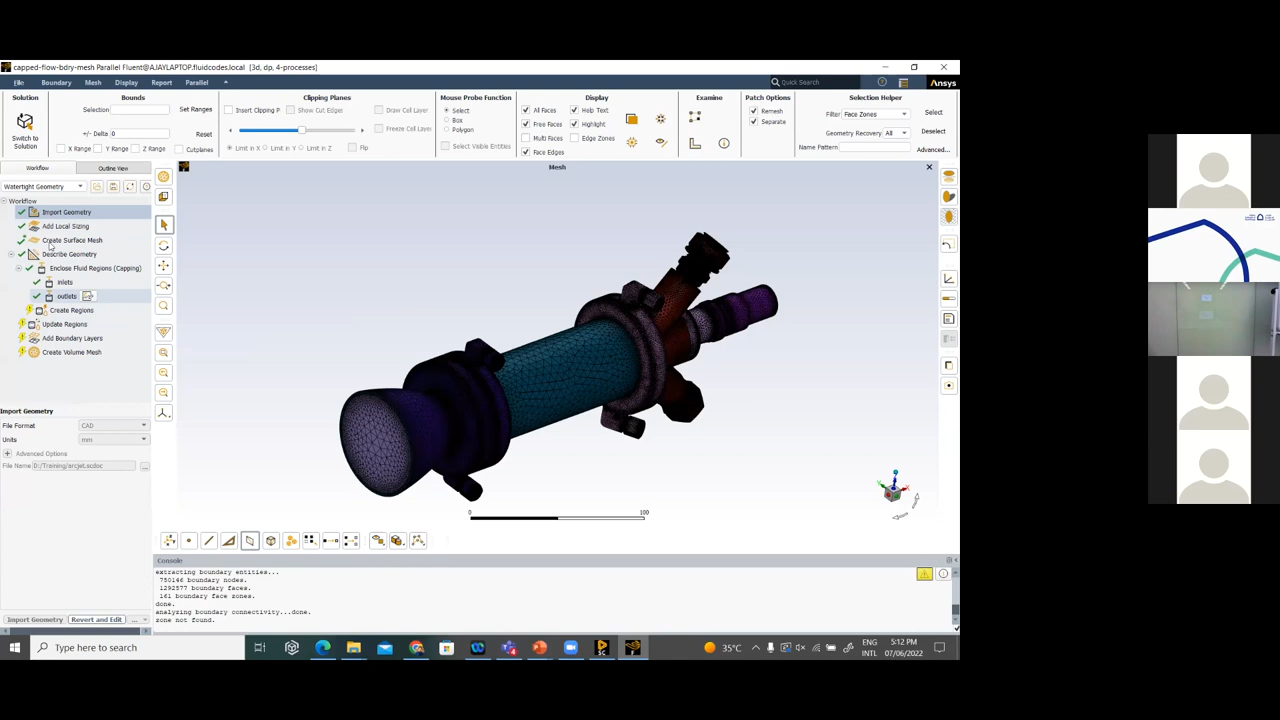 capped-flow-bdry-mesh Parallel Fluent@AJAYLAPTOP.fluidcodes.local [3d, dp, 4-processes]
File Boundary Mesh Display Report Parallel Quick Search Ansys
Solution Bounds Clipping Planes Mouse Probe Function Display Examine Patch Options Selection Helper
Switch to Solution
Selection Set Ranges
+/- Delta 0 Reset
X Range Y Range Z Range Cutplanes
Insert Clipping P Show Cut Edges Draw Cell Layer
Freeze Cell Layer
Limit in X Limit in Y Limit in Z Flip
Select
Box
Polygon
Select Visible Entities
All Faces Help Text
Free Faces Highlight
Multi Faces Edge Zones
Face Edges
Remesh
Separate
Filter Face Zones Select
Geometry Recovery All Deselect
Name Pattern Advanced...
Workflow Outline View
Mesh
Watertight Geometry
Workflow
Import Geometry
Add Local Sizing
Create Surface Mesh
Describe Geometry
Enclose Fluid Regions (Capping)
inlets
outlets
Create Regions
Update Regions
Add Boundary Layers
Create Volume Mesh
Import Geometry
File Format CAD
Units mm
Advanced Options
File Name D:/Training/arcjet.scdoc ...
Import Geometry Revert and Edit ...
0 100
Console
extracting boundary entities...
750146 boundary nodes.
1292577 boundary faces.
161 boundary face zones.
done.
analyzing boundary connectivity...done.
zone not found.
Type here to search
35°C
ENG
INTL
5:12 PM
07/06/2022